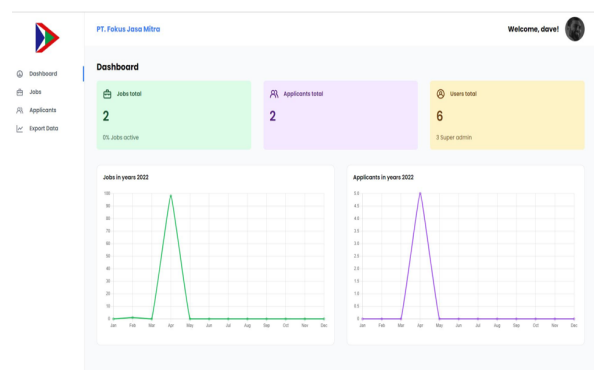 PT. Fokus Jasa Mitra
Welcome, dave!
Dashboard
Jobs
Applicants
Export Data
Dashboard
Jobs total
2
0% Jobs active
Applicants total
2
Users total
6
3 Super admin
Jobs in years 2022
100
90
80
70
60
50
40
30
20
10
0
Jan Feb Mar Apr May Jun Jul Aug Sep Oct Nov Dec
Applicants in years 2022
5.0
4.5
4.0
3.5
3.0
2.5
2.0
1.5
1.0
0.5
0
Jan Feb Mar Apr May Jun Jul Aug Sep Oct Nov Dec